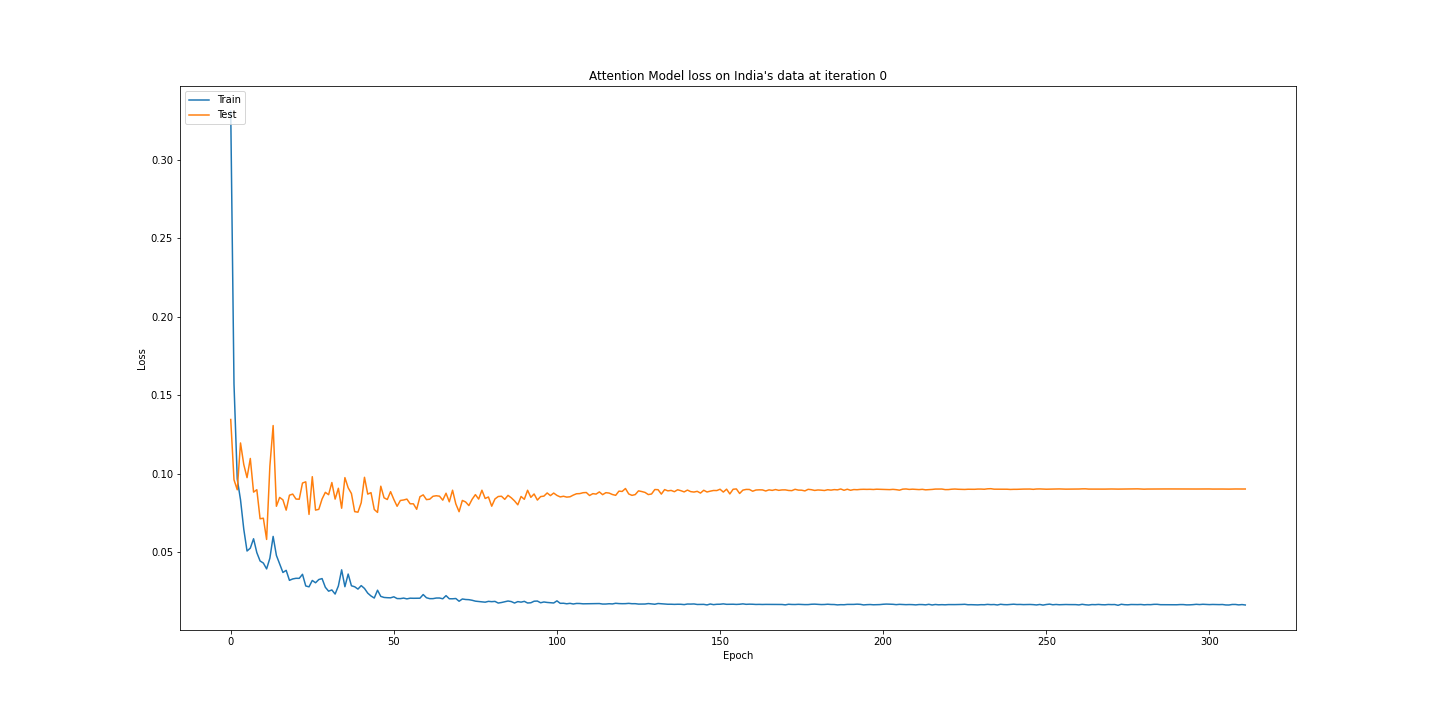 Attention Model loss on India's data at iteration 0
Train
Test
0.30
0.25
0.20
0.15
0.10
0.05
Loss
0 50 100 150 200 250 300
Epoch